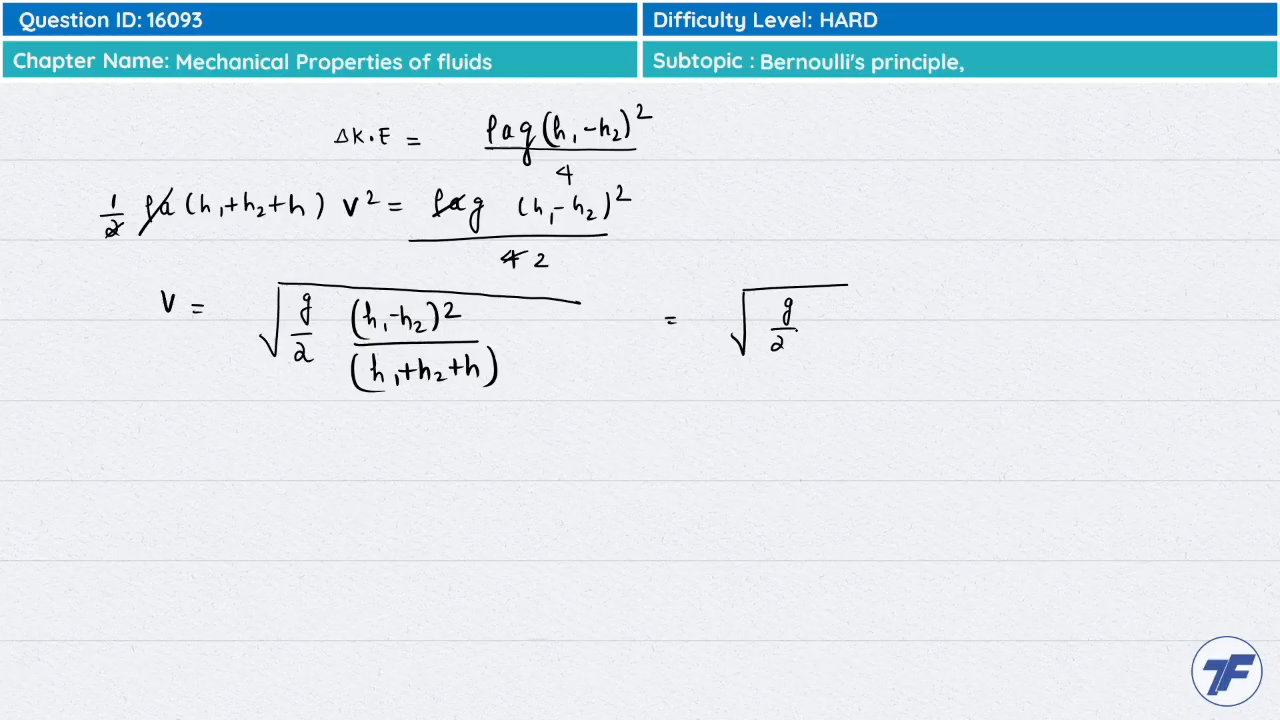 Question ID: 16093
Difficulty Level: HARD
Chapter Name: Mechanical Properties of fluids
Subtopic : Bernoulli's principle,
ΔK.E = ρag(h₁-h₂)² / 4
1/2 ρa (h₁+h₂+h) v² = ρag (h₁-h₂)² / 4 2
V = √(g/2 (h₁-h₂)² / (h₁+h₂+h)) = √(g/2